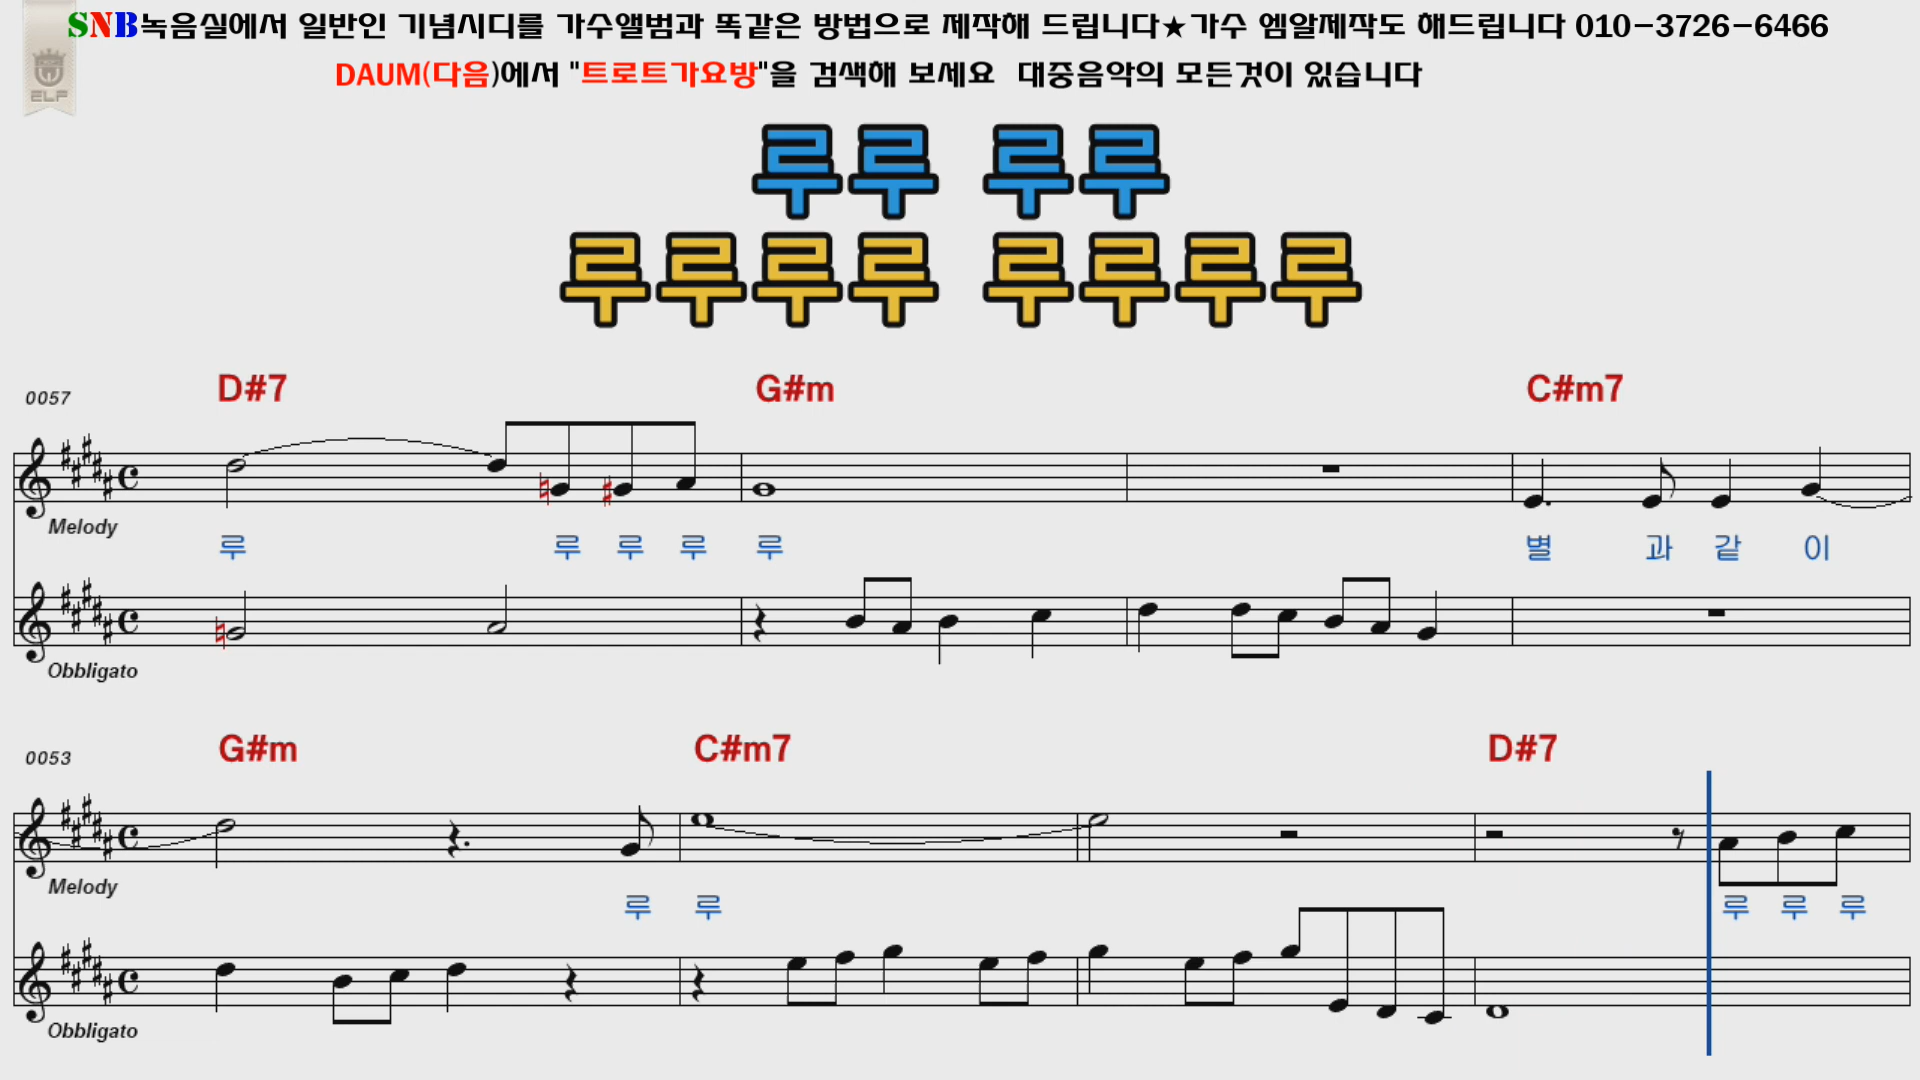 SNB녹음실에서 일반인 기념시디를 가수앨범과 똑같은 방법으로 제작해 드립니다★가수 엠알제작도 해드립니다 010-3726-6466
ELF
DAUM(다음)에서 "트로트가요방"을 검색해 보세요 대중음악의 모든것이 있습니다
루루 루루
루루루루 루루루루
0057 D#7 G#m C#m7
Melody
루 루 루 루 루 별 과 같 이
Obbligato
0053 G#m C#m7 D#7
Melody
루 루 루 루 루
Obbligato